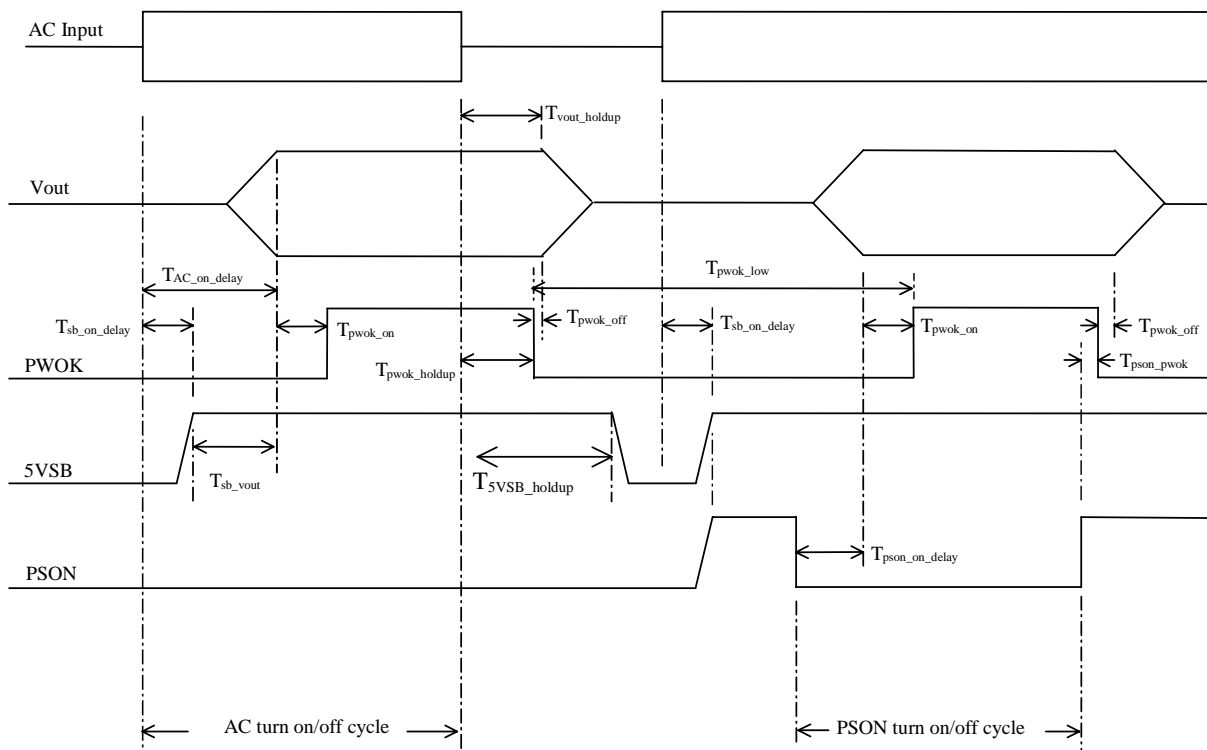 AC Input
Tvout_holdup
Vout
TAC_on_delay
Tpwok_low
Tsb_on_delay
Tpwok_on
Tpwok_off
Tsb_on_delay
Tpwok_on
Tpwok_off
PWOK
Tpwok_holdup
Tpson_pwok
5VSB
Tsb_vout
T5VSB_holdup
Tpson_on_delay
PSON
AC turn on/off cycle
PSON turn on/off cycle